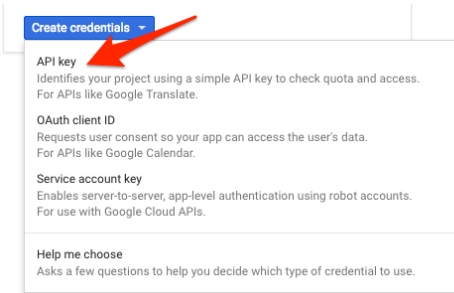 Create credentials
API key
Identifies your project using a simple API key to check quota and access.
For APIs like Google Translate.
OAuth client ID
Requests user consent so your app can access the user's data.
For APIs like Google Calendar.
Service account key
Enables server-to-server, app-level authentication using robot accounts.
For use with Google Cloud APIs.
Help me choose
Asks a few questions to help you decide which type of credential to use.